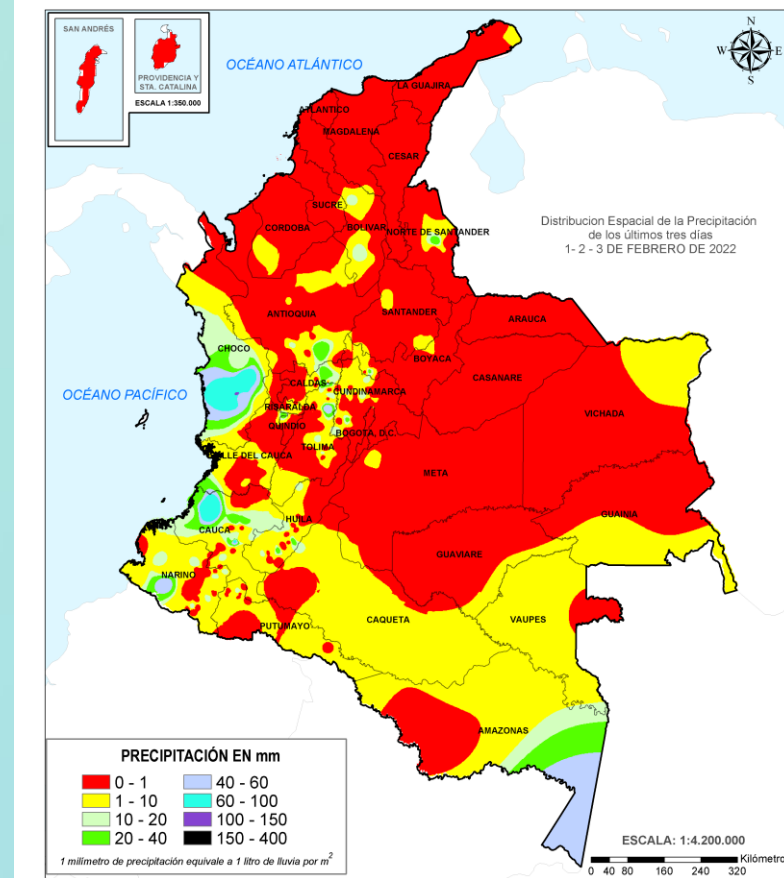 SAN ANDRÉS
PROVIDENCIA Y
STA. CATALINA
ESCALA 1:350.000
OCÉANO ATLÁNTICO
N
W
E
S
LA GUAJIRA
ATLANTICO
MAGDALENA
CESAR
SUCRE
CORDOBA
BOLIVAR
NORTE DE SANTANDER
Distribucion Espacial de la Precipitación
de los últimos tres días
1- 2 - 3 DE FEBRERO DE 2022
ANTIOQUIA
SANTANDER
ARAUCA
CHOCO
BOYACA
CALDAS
CUNDINAMARCA
CASANARE
OCÉANO PACÍFICO
RISARALDA
VICHADA
QUINDIO
BOGOTA, D.C.
TOLIMA
VALLE DEL CAUCA
META
HUILA
GUAINIA
CAUCA
GUAVIARE
NARIÑO
PUTUMAYO
CAQUETA
VAUPES
AMAZONAS
PRECIPITACIÓN EN mm
0 - 1
40 - 60
1 - 10
60 - 100
10 - 20
100 - 150
20 - 40
150 - 400
1 milímetro de precipitación equivale a 1 litro de lluvia por m²
ESCALA: 1:4.200.000
Kilómetros
0 40 80 160 240 320